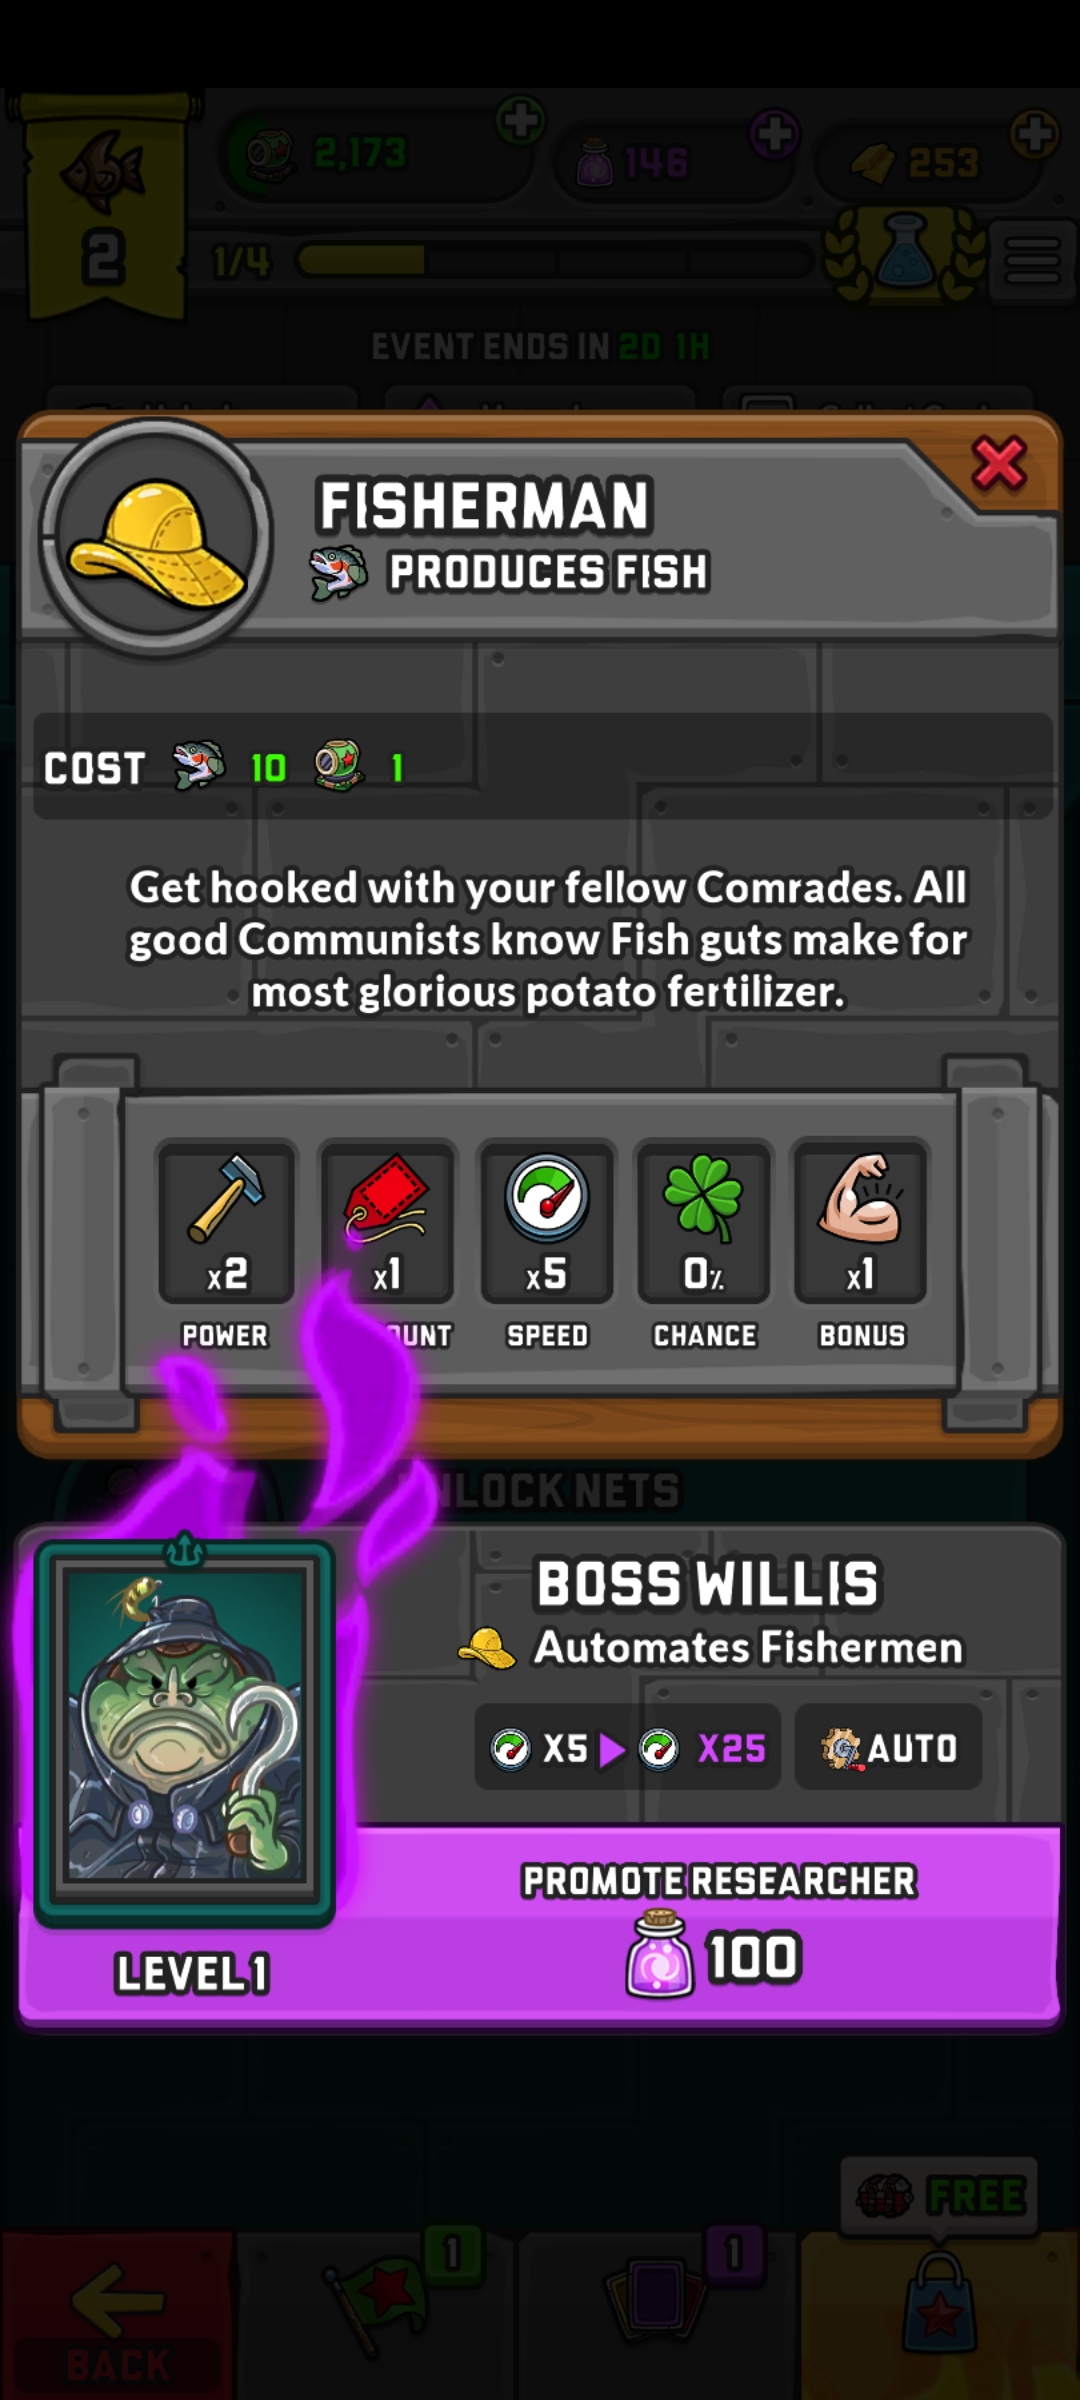 2,173
146
253
2
1/4
EVENT ENDS IN 2D 1H
FISHERMAN
PRODUCES FISH
COST 10 1
Get hooked with your fellow Comrades. All
good Communists know Fish guts make for
most glorious potato fertilizer.
x2 x1 x5 0% x1
POWER OUNT SPEED CHANCE BONUS
NLOCK NETS
BOSS WILLIS
Automates Fishermen
X5 X25 AUTO
PROMOTE RESEARCHER
100
LEVEL 1
FREE
1
1
BACK